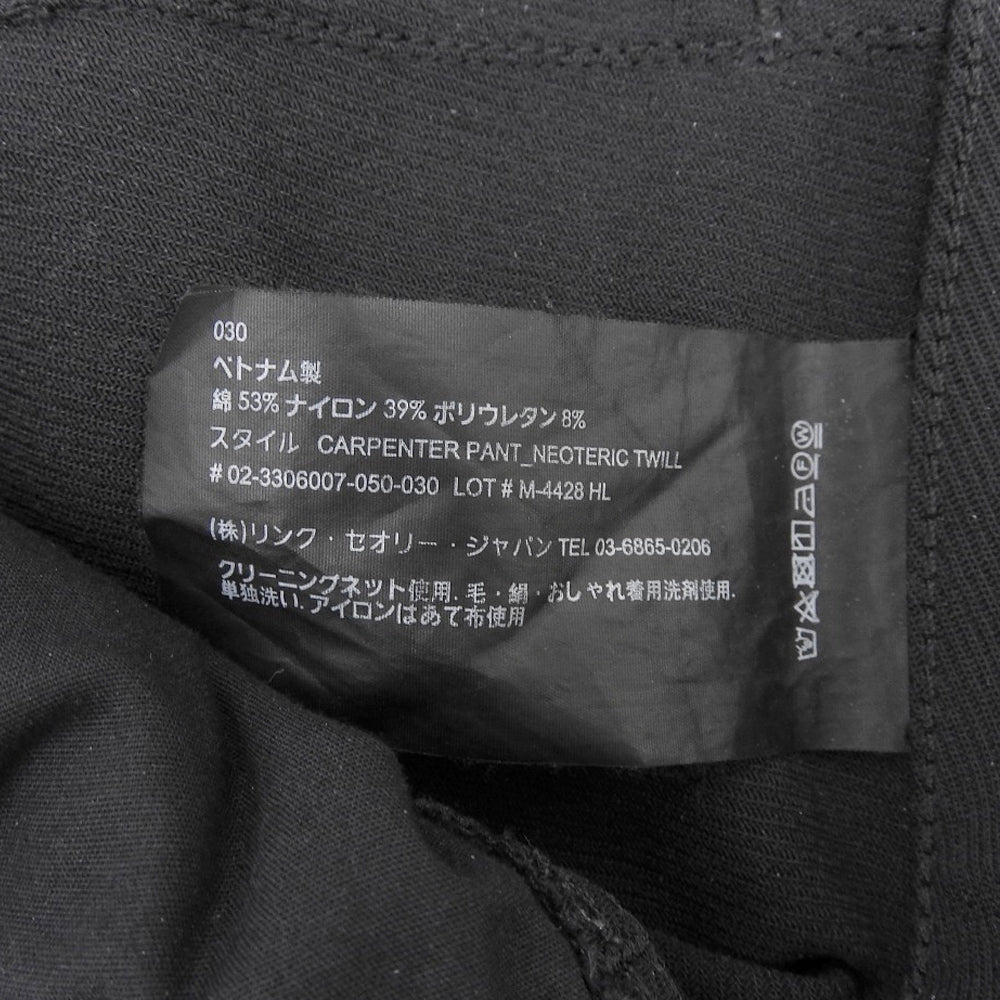 030
ベトナム製
綿 53% ナイロン 39% ポリウレタン 8%
スタイル CARPENTER PANT_NEOTERIC TWILL
# 02-3306007-050-030 LOT # M-4428 HL
(株)リンク・セオリー・ジャパン TEL 03-6865-0206
クリーニングネット使用. 毛・絹・おしゃれ着用洗剤使用.
単独洗い. アイロンはあて布使用
W
F